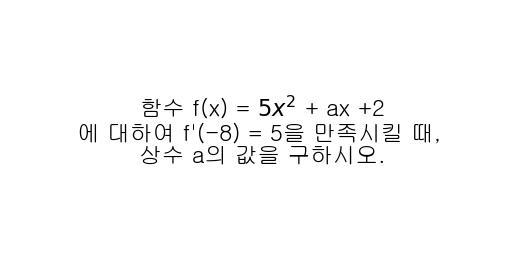 함수 f(x) = 5x² + ax +2
에 대하여 f'(-8) = 5을 만족시킬 때,
상수 a의 값을 구하시오.